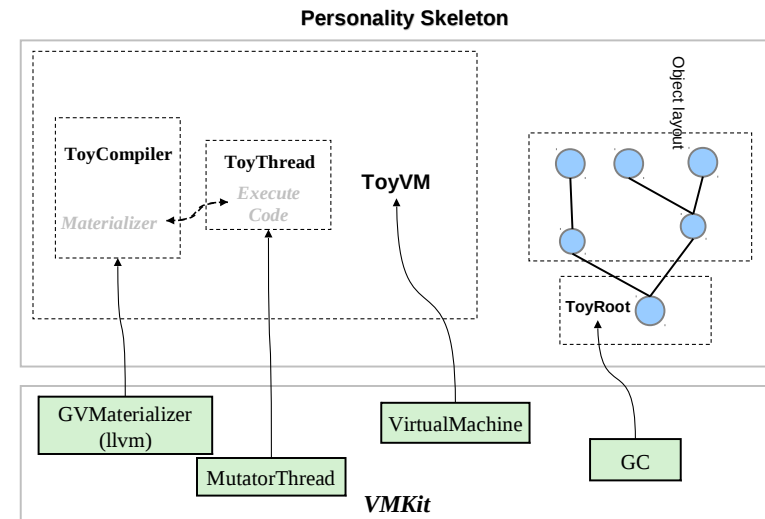 Personality Skeleton
Object layout
ToyCompiler
ToyThread
ToyVM
Materializer
Execute
Code
ToyRoot
GVMaterializer
(llvm)
VirtualMachine
MutatorThread
GC
VMKit